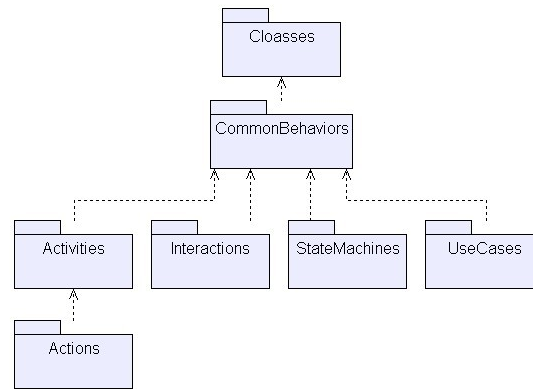 Cloasses
CommonBehaviors
Activities
Interactions
StateMachines
UseCases
Actions